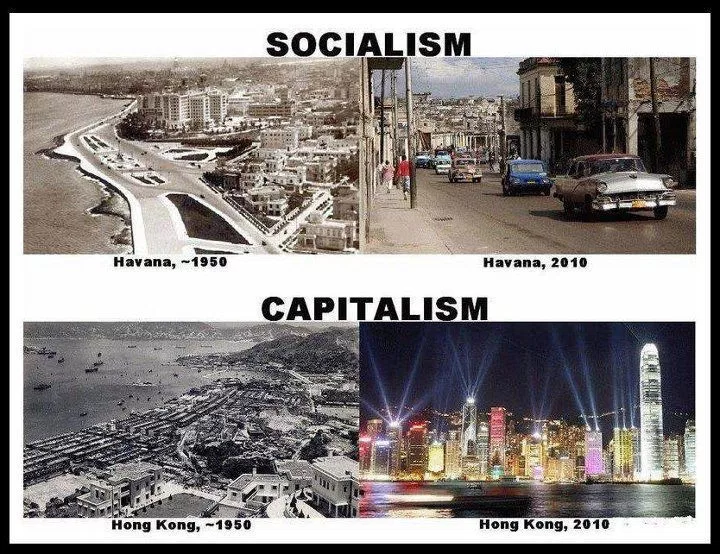 SOCIALISM
Havana, ~1950
Havana, 2010
CAPITALISM
Hong Kong, ~1950
Hong Kong, 2010